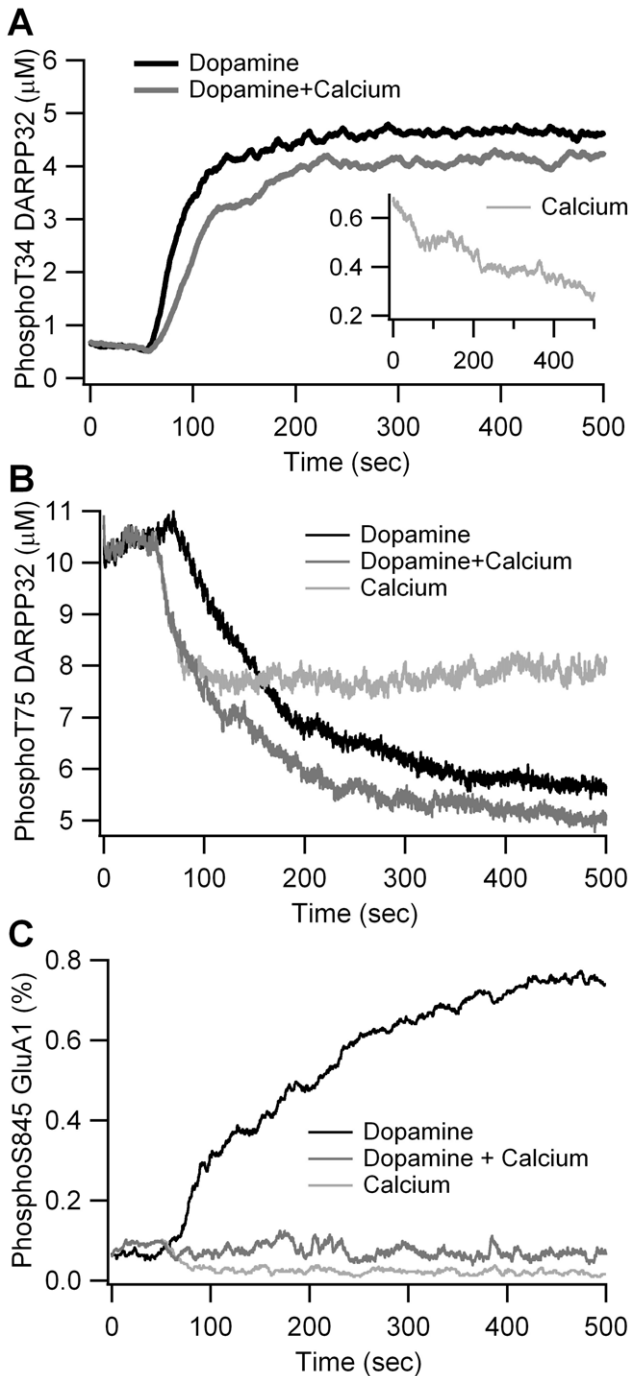 A
PhosphoT34 DARPP32 (μM)
6
5
4
3
2
1
0
Dopamine
Dopamine+Calcium
0.6
0.4
0.2
Calcium
0
200
400
0
100
200
300
400
500
Time (sec)
B
PhosphoT75 DARPP32 (μM)
11
10
9
8
7
6
5
Dopamine
Dopamine+Calcium
Calcium
0
100
200
300
400
500
Time (sec)
C
PhosphoS845 GluA1 (%)
0.8
0.6
0.4
0.2
0.0
Dopamine
Dopamine + Calcium
Calcium
0
100
200
300
400
500
Time (sec)